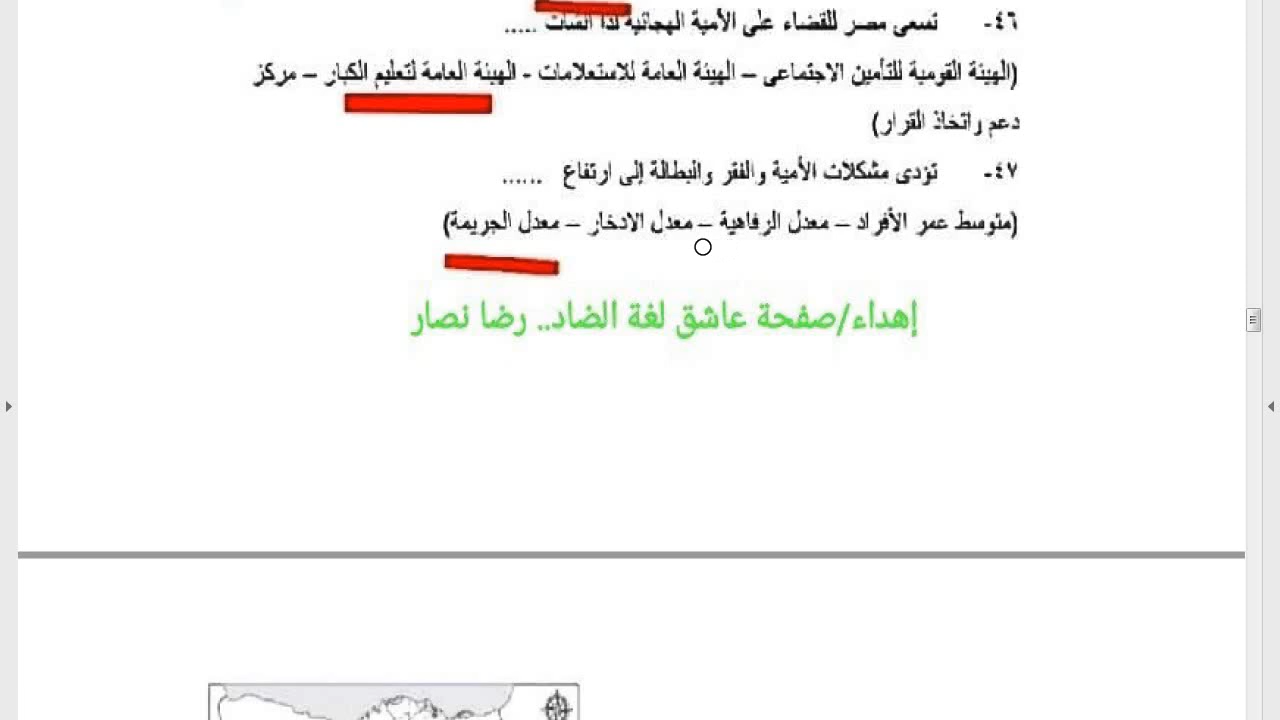 ٤٦- تسعى مصر للقضاء على الأمية الهجائية لذا أنشأت .....
(الهيئة القومية للتأمين الاجتماعى – الهيئة العامة للاستعلامات - الهيئة العامة لتعليم الكبار – مركز
دعم واتخاذ القرار)
٤٧- تؤدى مشكلات الأمية والفقر والبطالة إلى ارتفاع ......
(متوسط عمر الأفراد – معدل الرفاهية – معدل الادخار – معدل الجريمة)
إهداء/صفحة عاشق لغة الضاد.. رضا نصار